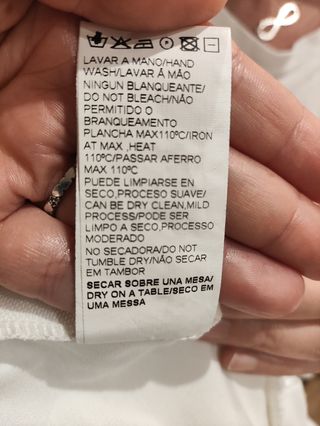 LAVAR A MANO/HAND
WASH/LAVAR Á MÃO
NINGUN BLANQUEANTE/
DO NOT BLEACH/NÃO
PERMITIDO O
BRANQUEAMENTO
PLANCHA MAX110ºC/IRON
AT MAX .HEAT
110ºC/PASSAR AFERRO
MAX 110ºC
PUEDE LIMPIARSE EN
SECO,PROCESO SUAVE/
CAN BE DRY CLEAN,MILD
PROCESS/PODE SER
LIMPO A SECO,PROCESSO
MODERADO
NO SECADORA/DO NOT
TUMBLE DRY/NÃO SECAR
EM TAMBOR
SECAR SOBRE UNA MESA/
DRY ON A TABLE/SECO EM
UMA MESSA